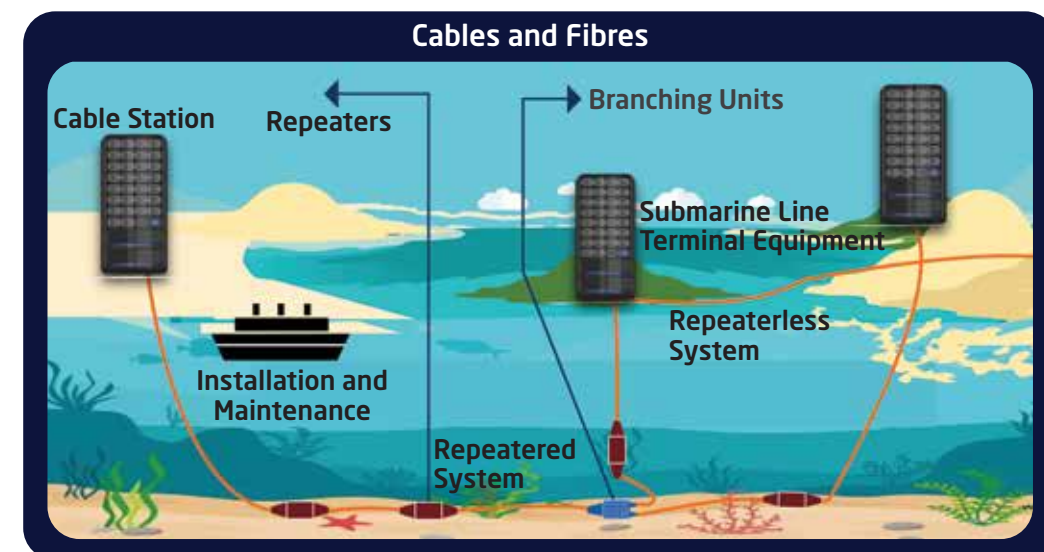 Cables and Fibres
Cable Station
Repeaters
Branching Units
Submarine Line
Terminal Equipment
Repeaterless
System
Installation and
Maintenance
Repeatered
System